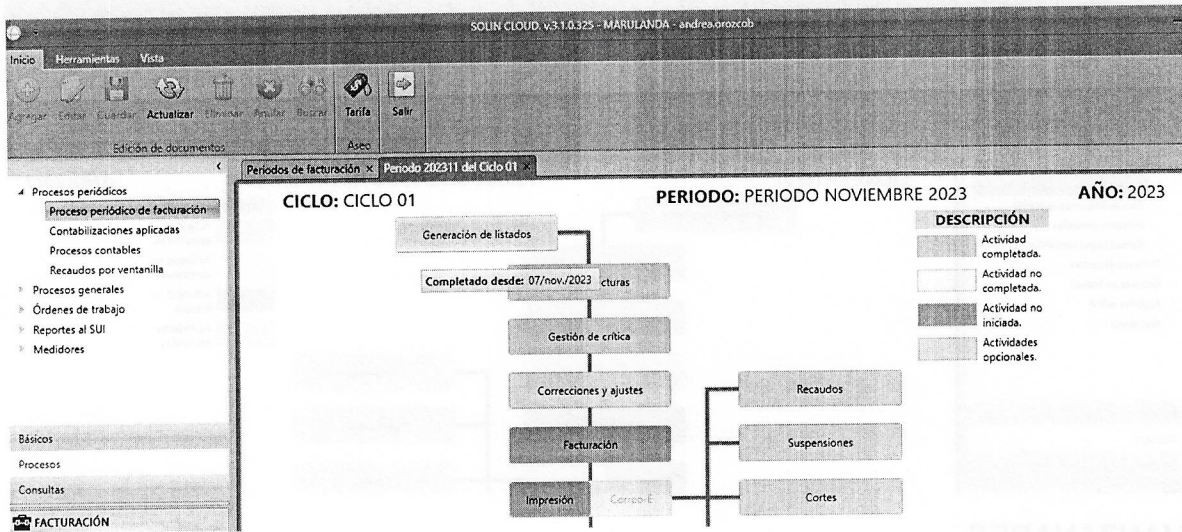 SOLIN CLOUD. v.3.1.0.325 - MARULANDA - andrea.orozcob
Inicio Herramientas Vista
Agregar Editar Guardar Actualizar Eliminar Anular Buscar Tarifa Salir
Edición de documentos Aseo
Periodos de facturación × Periodo 202311 del Ciclo 01 ×
Procesos periódicos
Proceso periódico de facturación
Contabilizaciones aplicadas
Procesos contables
Recaudos por ventanilla
Procesos generales
Órdenes de trabajo
Reportes al SUI
Medidores
Básicos
Procesos
Consultas
FACTURACIÓN
CICLO: CICLO 01 PERIODO: PERIODO NOVIEMBRE 2023 AÑO: 2023
Generación de listados
Completado desde: 07/nov./2023 cturas
Gestión de crítica
Correcciones y ajustes
Facturación
Impresión Correo-E
Recaudos
Suspensiones
Cortes
DESCRIPCIÓN
Actividad
completada.
Actividad no
completada.
Actividad no
iniciada.
Actividades
opcionales.